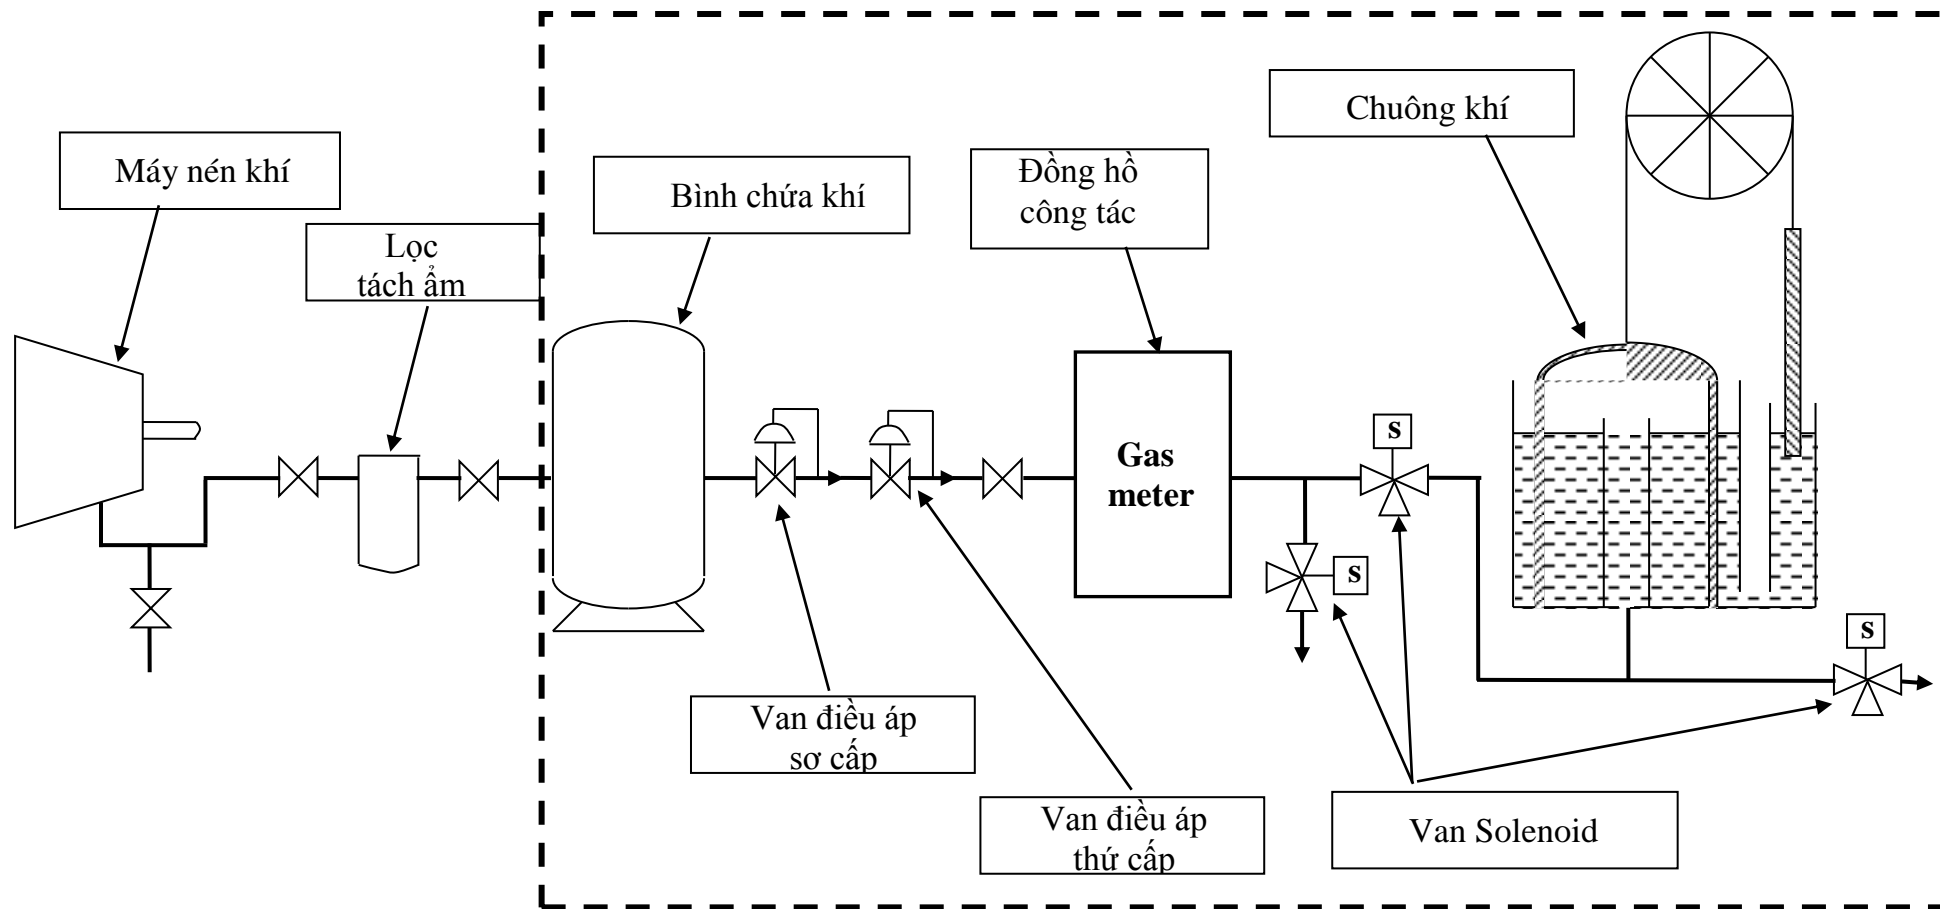 Máy nén khí
Lọc
tách ẩm
Bình chứa khí
Đồng hồ
công tác
Chuông khí
Gas
meter
s
s
s
Van điều áp
sơ cấp
Van điều áp
thứ cấp
Van Solenoid